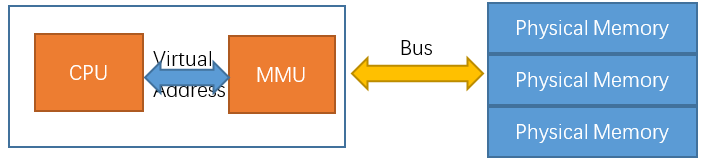 CPU
Virtual
Address
MMU
Bus
Physical Memory
Physical Memory
Physical Memory